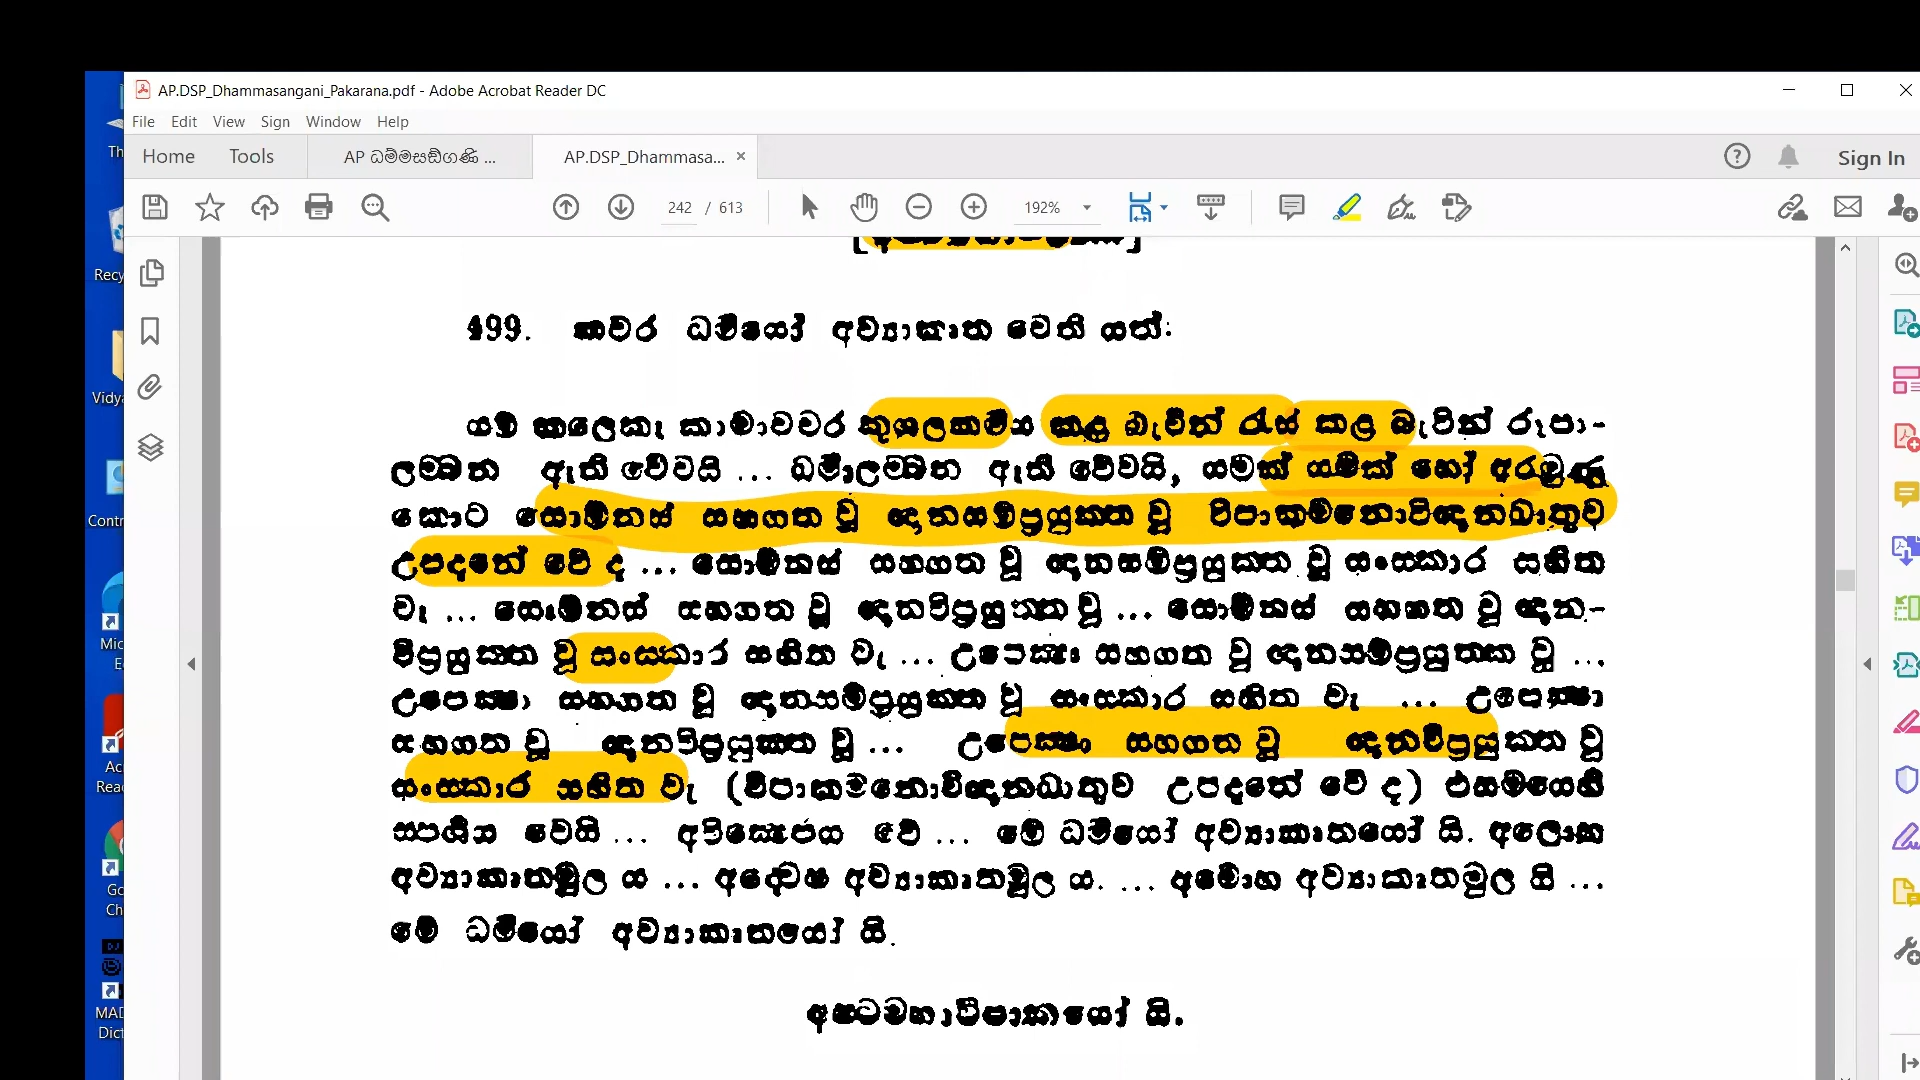 AP.DSP_Dhammasangani_Pakarana.pdf - Adobe Acrobat Reader DC
File Edit View Sign Window Help
Home Tools AP ධම්මසඞ්ගණි ... AP.DSP_Dhammasa... × Sign In
242 / 613 192%
499. කවර ධර්මයෝ අව්‍යාකෘත වෙති යත්:
යම් කලෙකැ කාමාවචර කුශලකර්මය කළ බැවින් රැස් කළ බැවින් රූපා-
ලම්බන ඇති වේවයි ... ධර්මාලම්බන ඇති වේවයි, යමක් යමක් හෝ අරමුණු
කොට සොම්නස් සහගත වූ ඥානසම්ප්‍රයුක්ත වූ විපාකමනොවිඥානධාතුව
උපදනේ වේ ද ... සොම්නස් සහගත වූ ඥානසම්ප්‍රයුක්ත වූ සංස්කාර සහිත
වැ ... සොම්නස් සහගත වූ ඥානවිප්‍රයුක්ත වූ ... සොම්නස් සහගත වූ ඥාන-
විප්‍රයුක්ත වූ සංස්කාර සහිත වැ ... උපෙක්ෂා සහගත වූ ඥානසම්ප්‍රයුක්ත වූ ...
උපෙක්ෂා සහගත වූ ඥානසම්ප්‍රයුක්ත වූ සංස්කාර සහිත වැ ... උපෙක්ෂා
සහගත වූ ඥානවිප්‍රයුක්ත වූ ... උපෙක්ෂා සහගත වූ ඥානවිප්‍රයුක්ත වූ
සංස්කාර සහිත වැ (විපාකමනොවිඥානධාතුව උපදනේ වේ ද) එසමයෙහි
ස්පර්ශය වෙයි ... අවික්ෂෙපය වේ ... මේ ධර්මයෝ අව්‍යාකෘතයෝ යි. අලොභ
අව්‍යාකෘතමූල ය ... අද්වේෂ අව්‍යාකෘතමූල ය. ... අමොහ අව්‍යාකෘතමූල යි ...
මේ ධර්මයෝ අව්‍යාකෘතයෝ යි.
අෂ්ටමහාවිපාකයෝ යි.